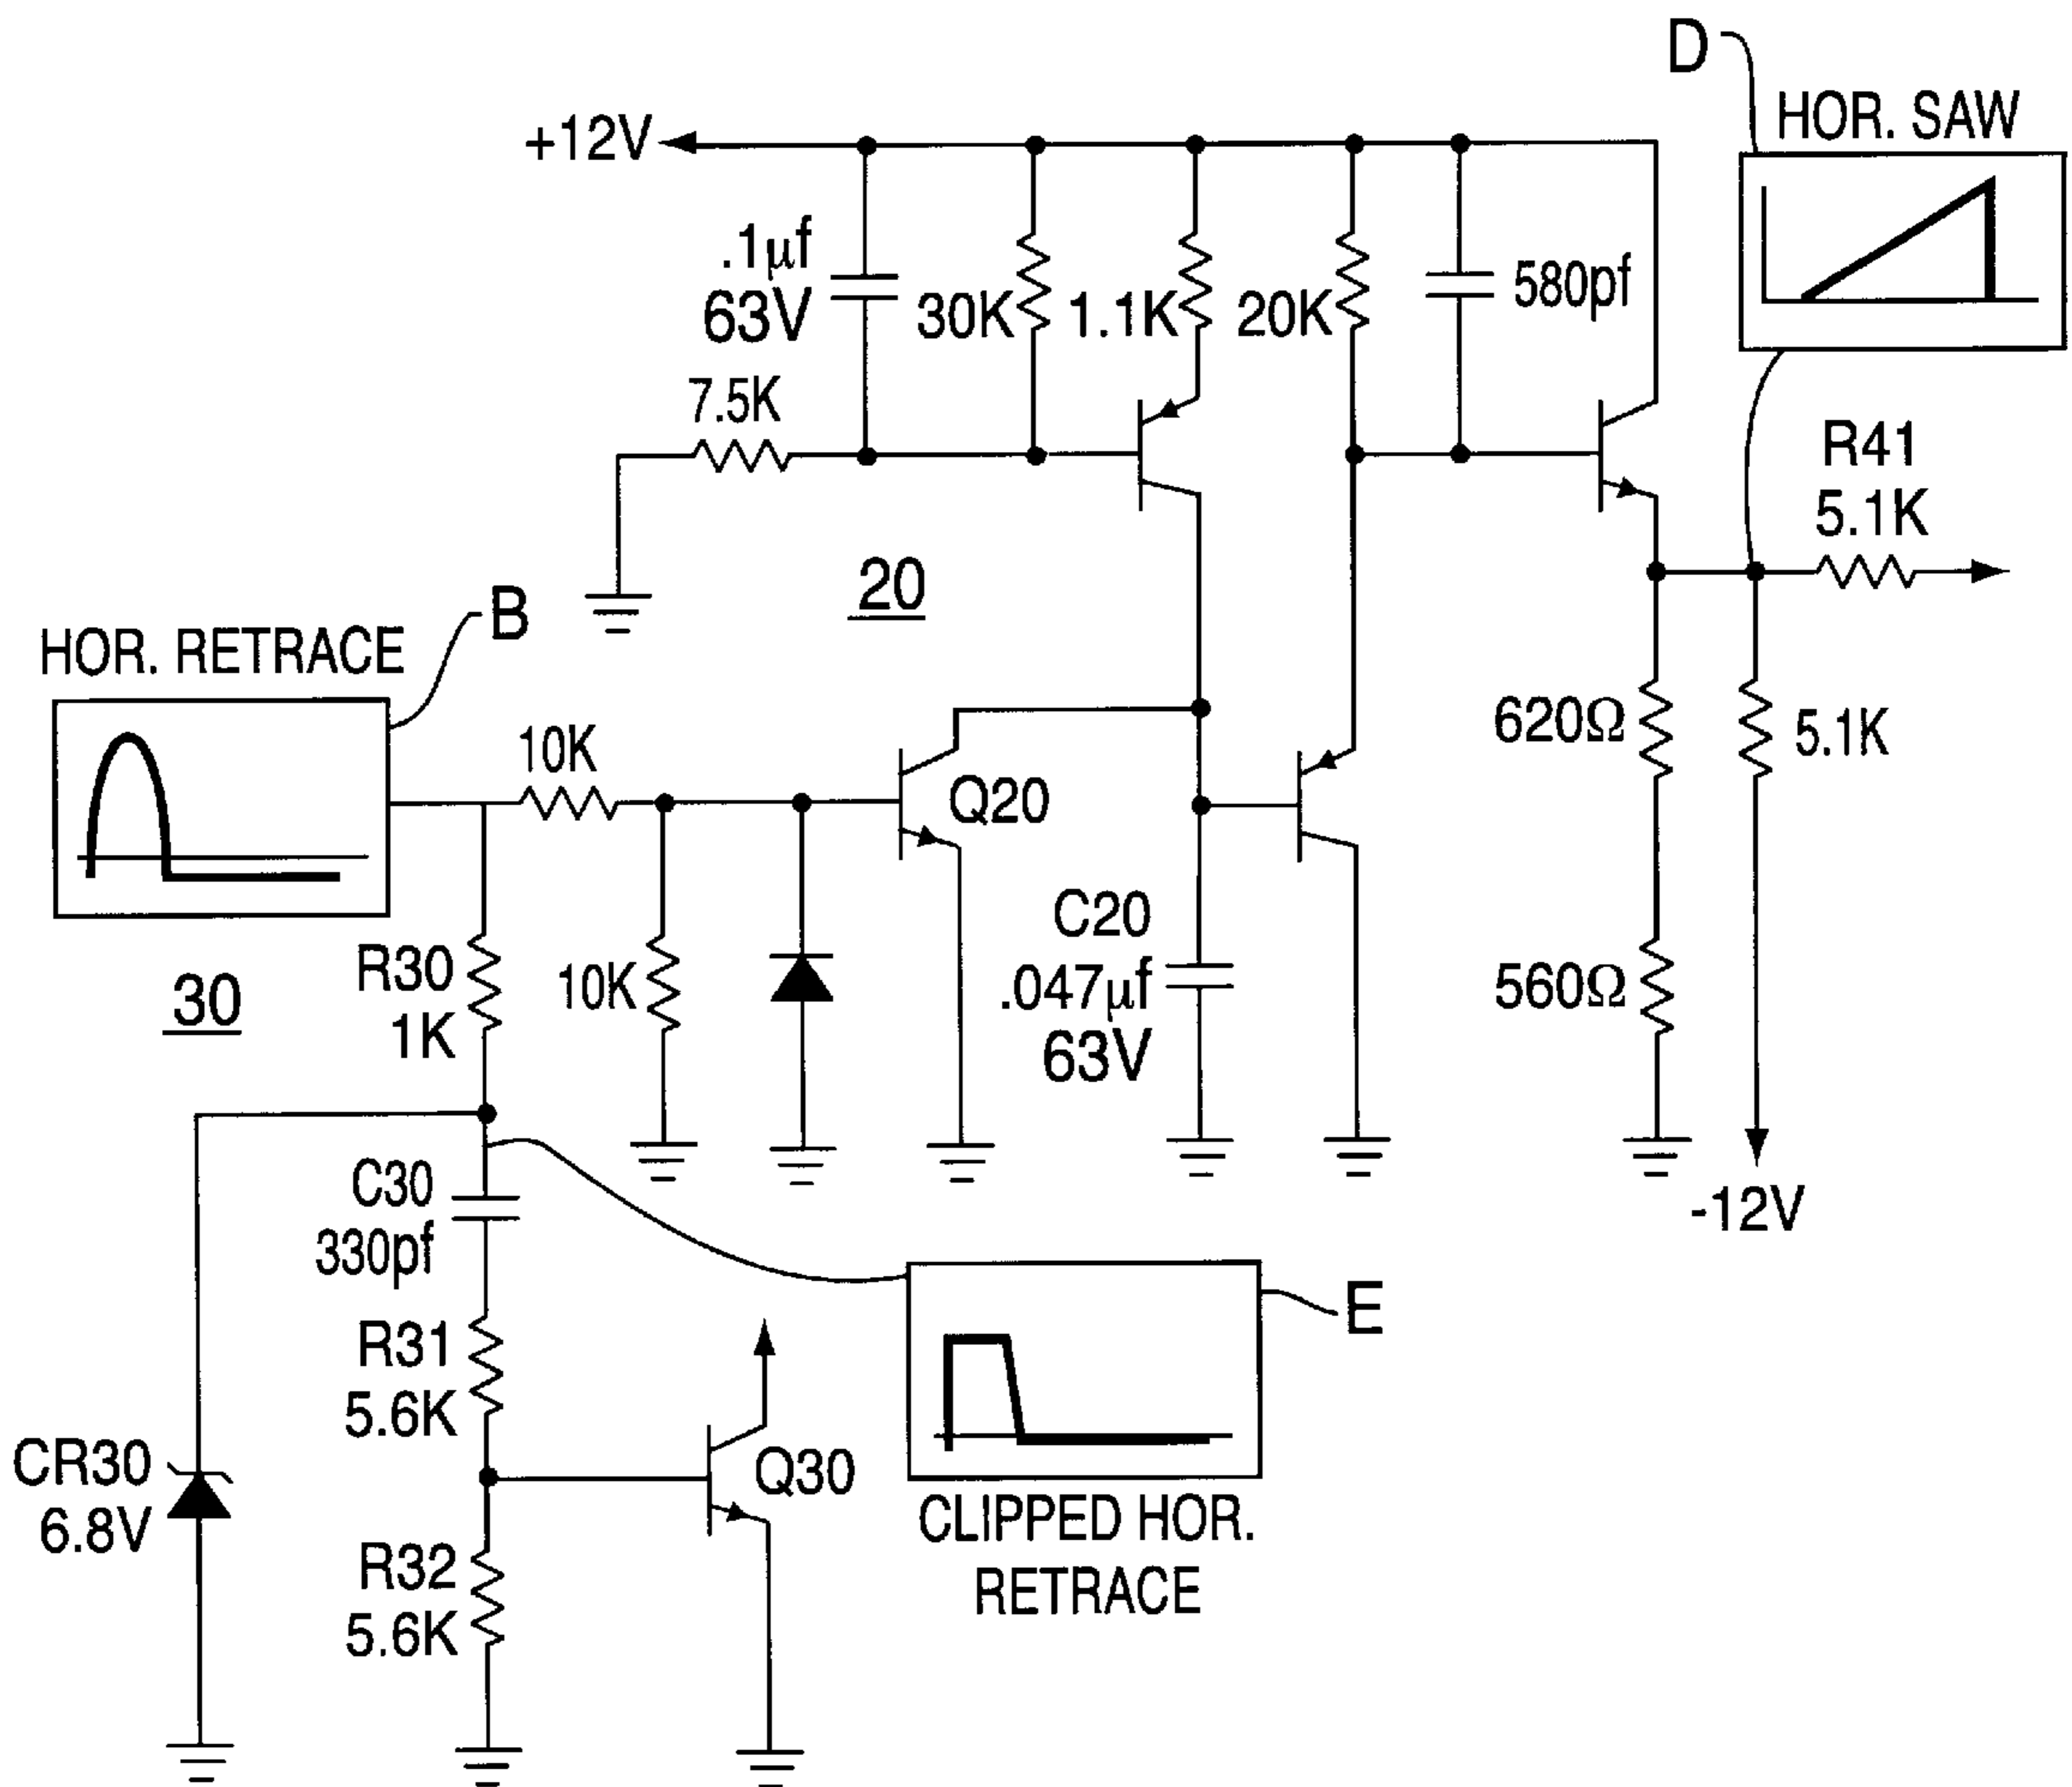 D
HOR. SAW
+12V
.1µf
63V
30K
1.1K
20K
580pf
7.5K
R41
5.1K
20
B
HOR. RETRACE
10K
Q20
620Ω
5.1K
C20
.047µf
63V
R30
1K
10K
560Ω
30
-12V
C30
330pf
E
R31
5.6K
CR30
6.8V
Q30
CLIPPED HOR.
RETRACE
R32
5.6K